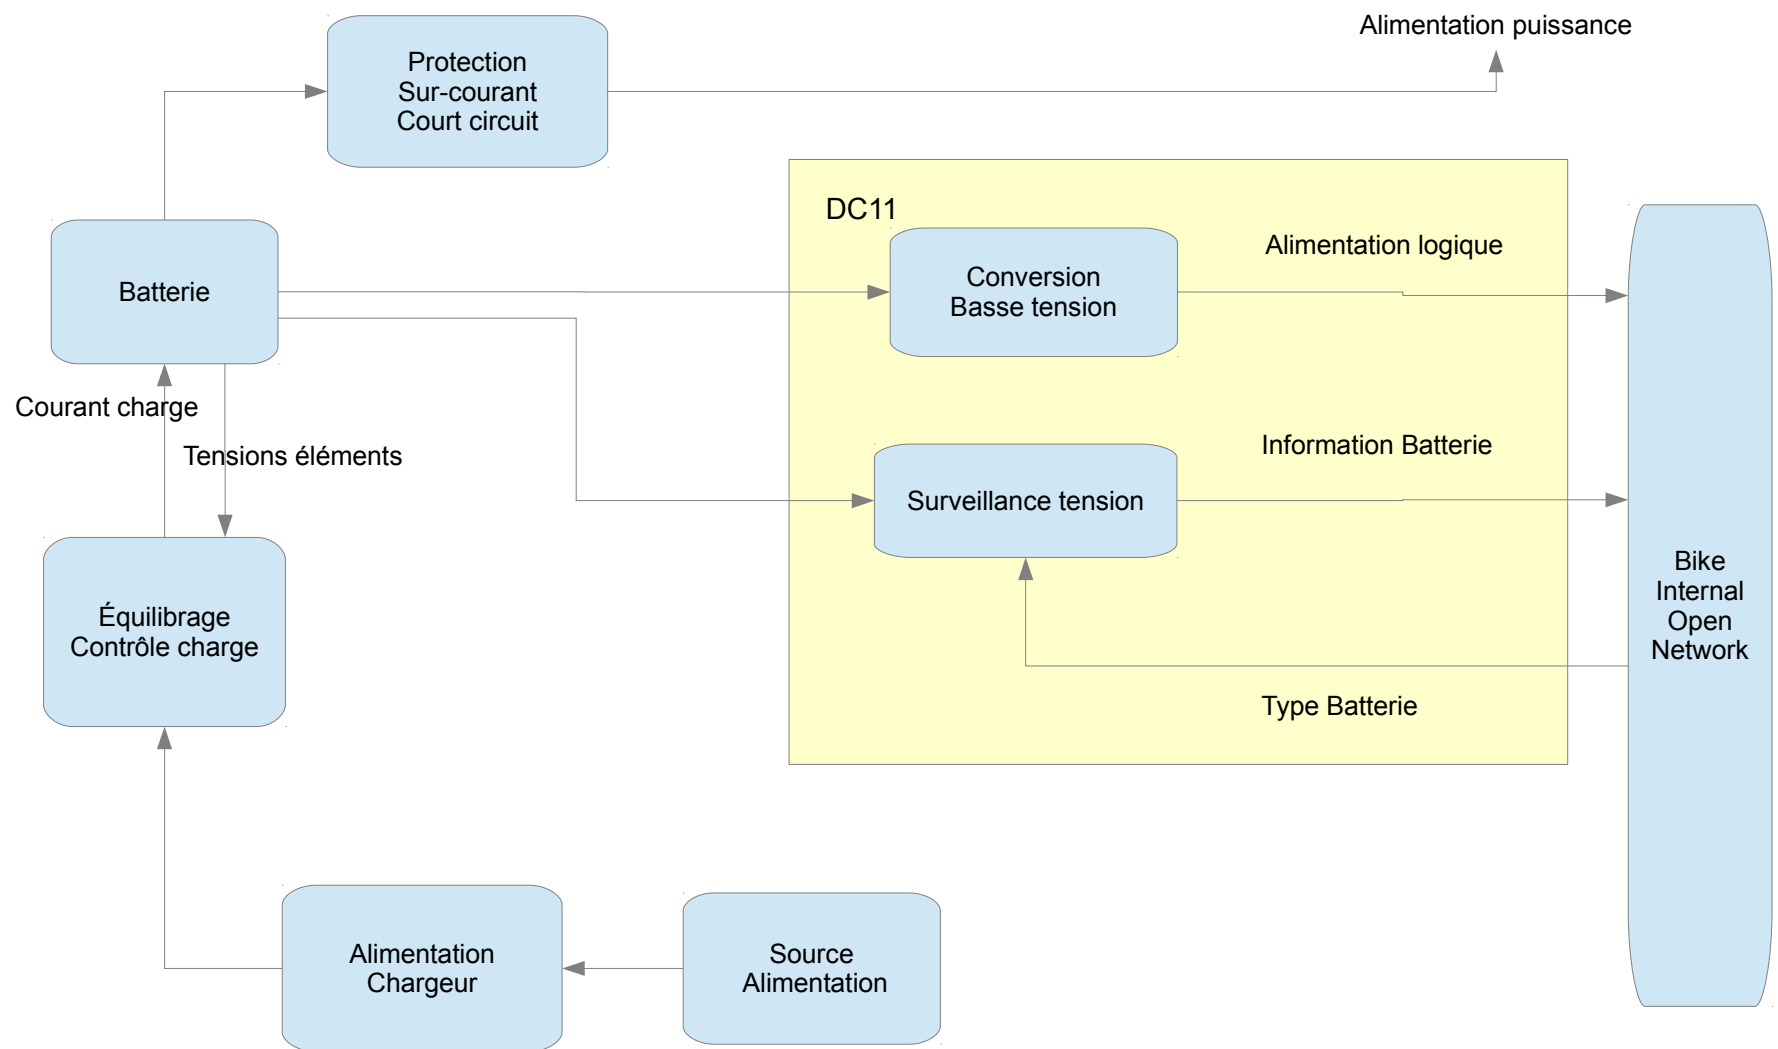 Alimentation puissance
Protection
Sur-courant
Court circuit
DC11
Batterie
Conversion
Basse tension
Alimentation logique
Courant charge
Tensions éléments
Surveillance tension
Information Batterie
Équilibrage
Contrôle charge
Bike
Internal
Open
Network
Type Batterie
Alimentation
Chargeur
Source
Alimentation